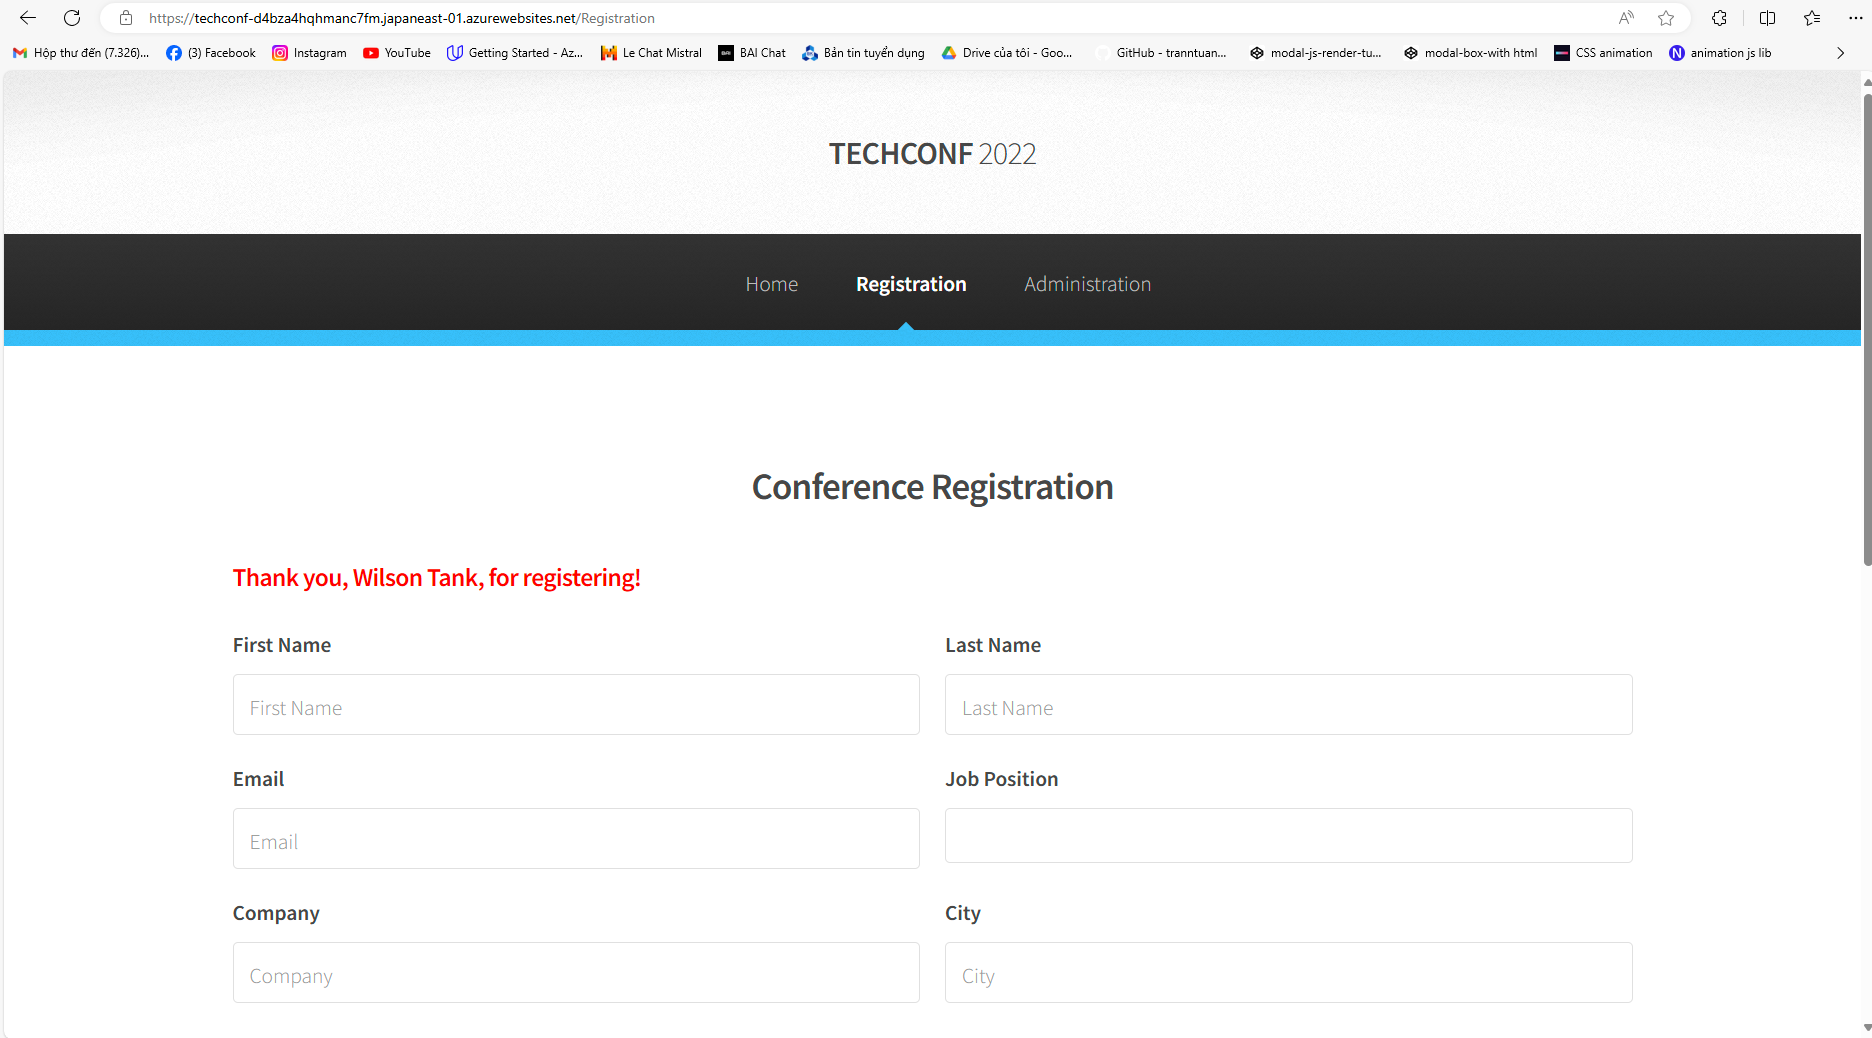 https://techconf-d4bza4hqhmanc7fm.japaneast-01.azurewebsites.net/Registration
Hộp thư đến (7.326)... (3) Facebook Instagram YouTube Getting Started - Az... Le Chat Mistral BAI Chat Bản tin tuyển dụng Drive của tôi - Goo... GitHub - tranntuan... modal-js-render-tu... modal-box-with html CSS animation animation js lib
TECHCONF 2022
Home Registration Administration
Conference Registration
Thank you, Wilson Tank, for registering!
First Name Last Name
First Name Last Name
Email Job Position
Email
Company City
Company City